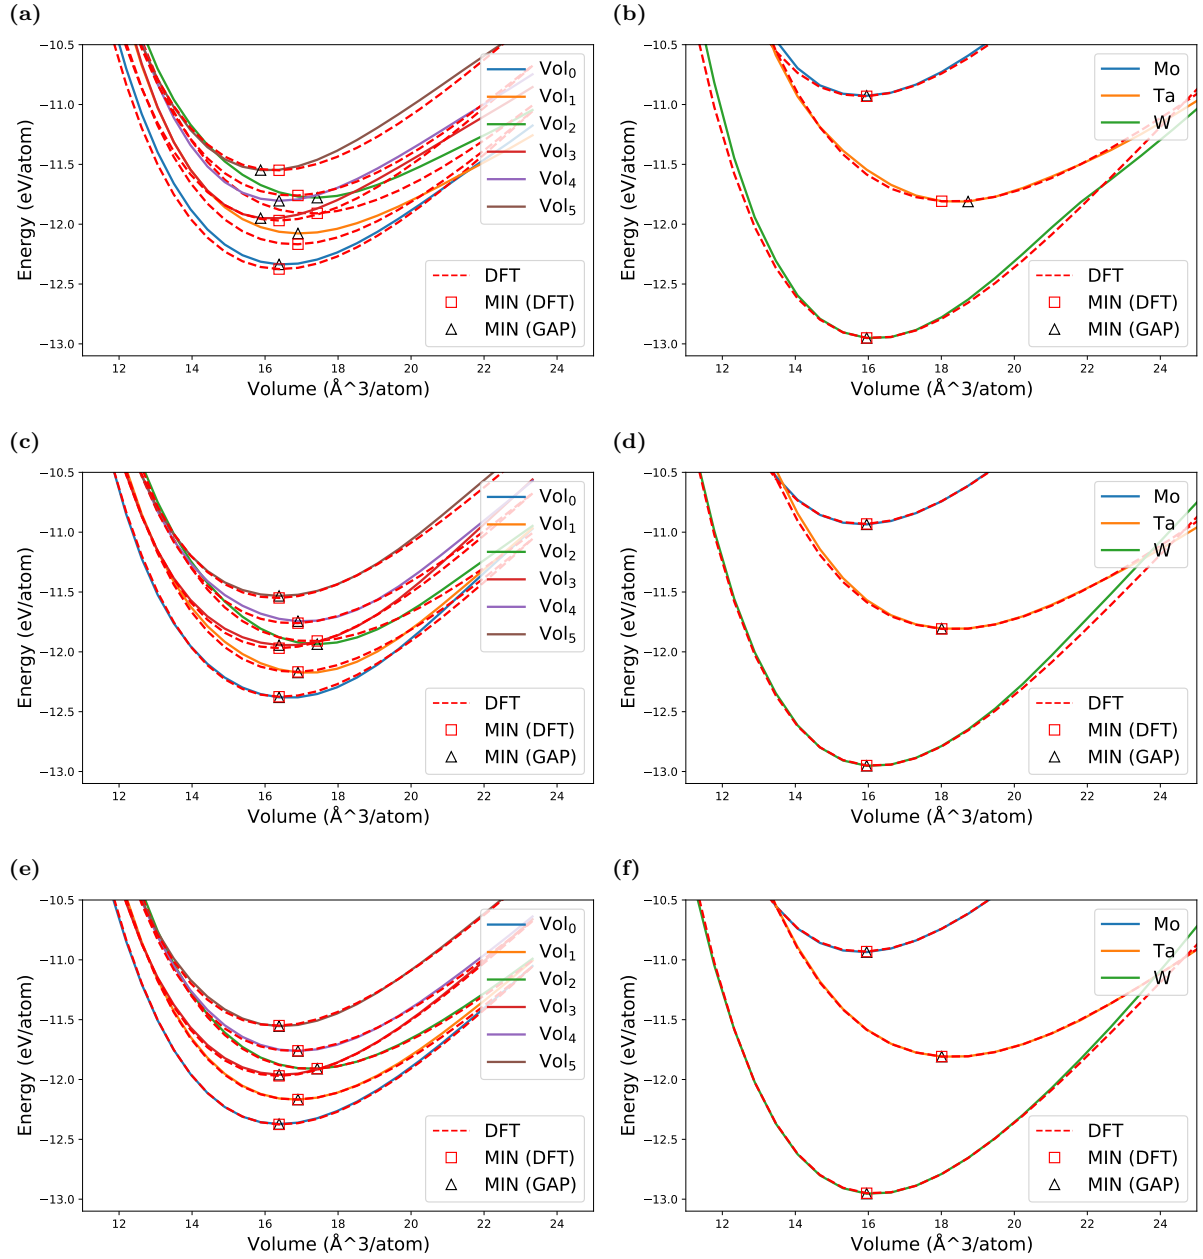 (a)
−10.5
−11.0
−11.5
−12.0
−12.5
−13.0
Energy (eV/atom)
12 14 16 18 20 22 24
Volume (Å^3/atom)
Vol0
Vol1
Vol2
Vol3
Vol4
Vol5
DFT
MIN (DFT)
MIN (GAP)
(b)
−10.5
−11.0
−11.5
−12.0
−12.5
−13.0
Energy (eV/atom)
12 14 16 18 20 22 24
Volume (Å^3/atom)
Mo
Ta
W
DFT
MIN (DFT)
MIN (GAP)
(c)
−10.5
−11.0
−11.5
−12.0
−12.5
−13.0
Energy (eV/atom)
12 14 16 18 20 22 24
Volume (Å^3/atom)
Vol0
Vol1
Vol2
Vol3
Vol4
Vol5
DFT
MIN (DFT)
MIN (GAP)
(d)
−10.5
−11.0
−11.5
−12.0
−12.5
−13.0
Energy (eV/atom)
12 14 16 18 20 22 24
Volume (Å^3/atom)
Mo
Ta
W
DFT
MIN (DFT)
MIN (GAP)
(e)
−10.5
−11.0
−11.5
−12.0
−12.5
−13.0
Energy (eV/atom)
12 14 16 18 20 22 24
Volume (Å^3/atom)
Vol0
Vol1
Vol2
Vol3
Vol4
Vol5
DFT
MIN (DFT)
MIN (GAP)
(f)
−10.5
−11.0
−11.5
−12.0
−12.5
−13.0
Energy (eV/atom)
12 14 16 18 20 22 24
Volume (Å^3/atom)
Mo
Ta
W
DFT
MIN (DFT)
MIN (GAP)